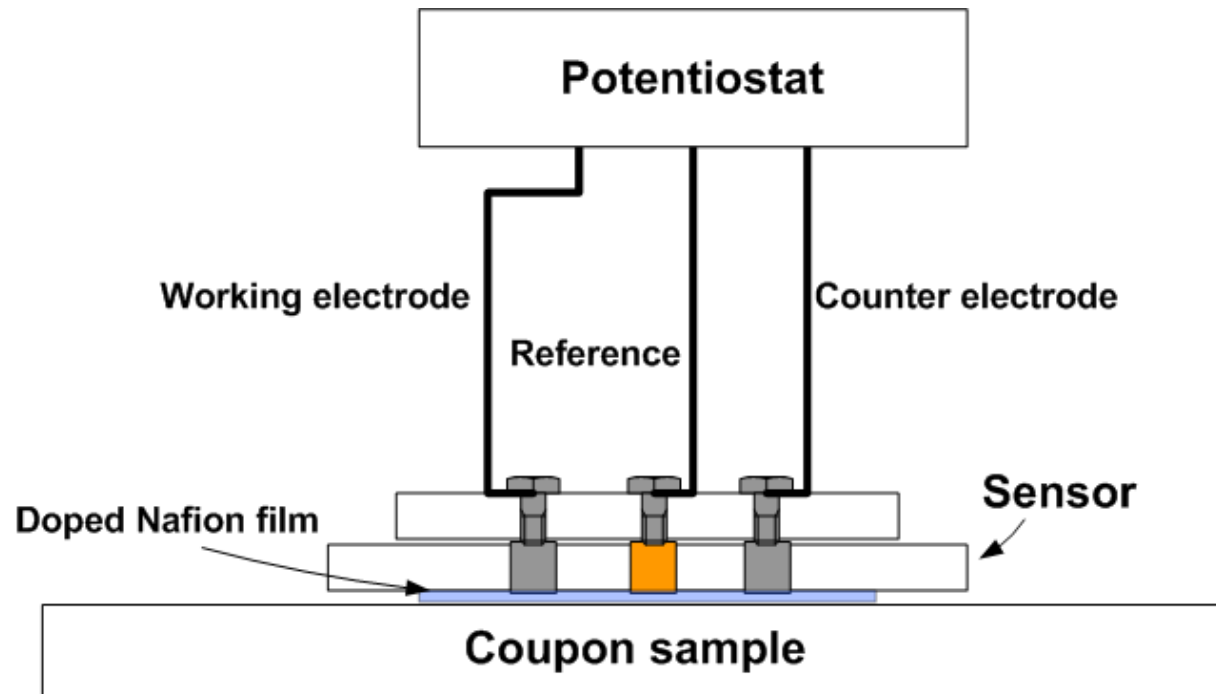 Potentiostat
Working electrode
Counter electrode
Reference
Sensor
Doped Nafion film
Coupon sample